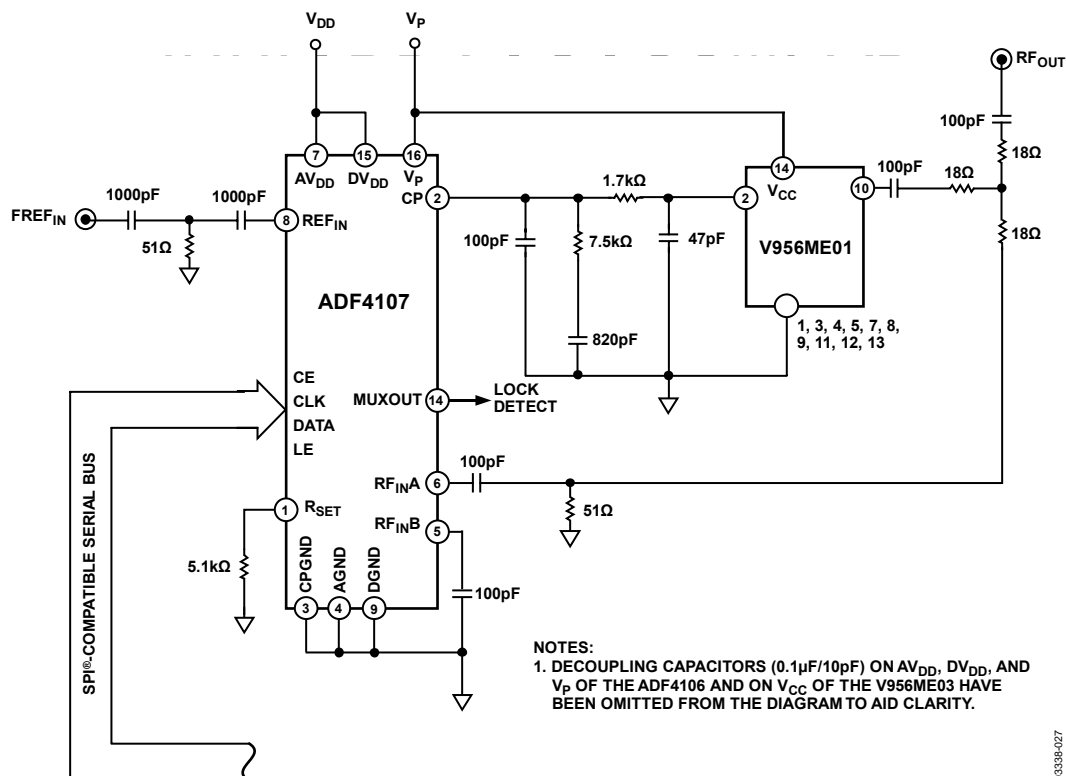 VDD
VP
RFOUT
100pF
18Ω
7
15
16
AVDD
DVDD
VP
14
VCC
100pF
18Ω
1000pF
1000pF
CP
2
1.7kΩ
2
10
FREFIN
8
REFIN
18Ω
51Ω
100pF
7.5kΩ
47pF
V956ME01
ADF4107
1, 3, 4, 5, 7, 8,
9, 11, 12, 13
820pF
CE
CLK
DATA
LE
MUXOUT
14
LOCK
DETECT
SPI®-COMPATIBLE SERIAL BUS
100pF
RFINA
6
51Ω
1
RSET
RFINB
5
5.1kΩ
CPGND
AGND
DGND
100pF
3
4
9
NOTES:
1. DECOUPLING CAPACITORS (0.1µF/10pF) ON AVDD, DVDD, AND
VP OF THE ADF4106 AND ON VCC OF THE V956ME03 HAVE
BEEN OMITTED FROM THE DIAGRAM TO AID CLARITY.
03338-027